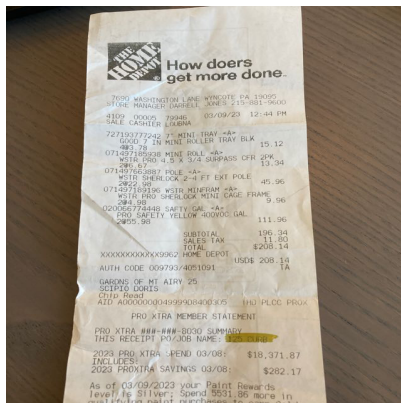 THE HOME DEPOT
How doers
get more done.
7690 WASHINGTON LANE WYNCOTE PA 19095
STORE MANAGER DARRELL JONES 215-881-9600
4109 00005 79946 03/09/23 12:44 PM
SALE CASHIER LOUBNA
727193777242 7" MINI TRAY <A>
GOOD 7 IN MINI ROLLER TRAY BLK
4@3.78 15.12
071497185938 MINI ROLL <A>
WSTR PRO 4.5 X 3/4 SURPASS CFR 2PK
2@6.67 13.34
071497663887 POLE <A>
WSTR SHERLOCK 2-4 FT EXT POLE
2@22.98 45.96
071497189196 WSTR MINFRAM <A>
WSTR PRO SHERLOCK MINI CAGE FRAME
2@4.98 9.96
020066774448 SAFTY GAL <A>
PRO SAFETY YELLOW 400VOC GAL
2@55.98 111.96
SUBTOTAL 196.34
SALES TAX 11.80
TOTAL $208.14
XXXXXXXXXXXX9962 HOME DEPOT
USD$ 208.14
AUTH CODE 009793/4051091 TA
GARDNS OF MT AIRY 25
SCIPIO DORIS
Chip Read
AID A0000000049999D8400305 THD PLCC PROX
PRO XTRA MEMBER STATEMENT
PRO XTRA ###-###-8030 SUMMARY
THIS RECEIPT PO/JOB NAME:
2023 PRO XTRA SPEND 03/08: $18,371.87
INCLUDES:
2023 PROXTRA SAVINGS 03/08: $282.17
As of 03/09/2023 your Paint Rewards
level is Silver; Spend 5531.86 more in